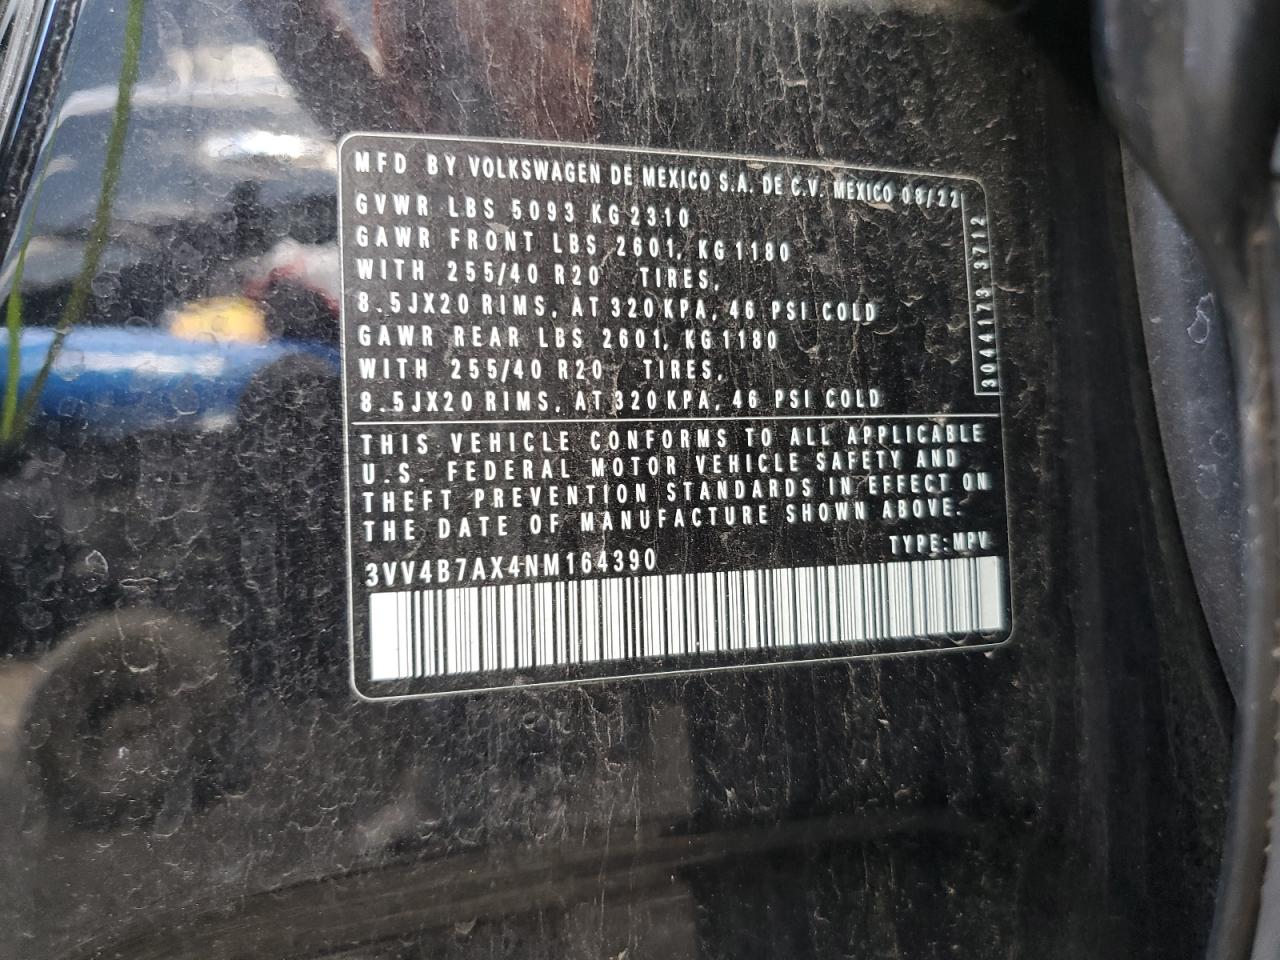 MFD BY VOLKSWAGEN DE MEXICO S.A. DE C.V. MEXICO 08/22
GVWR LBS 5093 KG 2310
GAWR FRONT LBS 2601, KG 1180
WITH 255/40 R20 TIRES,
8.5JX20 RIMS, AT 320 KPA, 46 PSI COLD
GAWR REAR LBS 2601, KG 1180
WITH 255/40 R20 TIRES,
8.5JX20 RIMS, AT 320 KPA, 46 PSI COLD
3044173 3712
THIS VEHICLE CONFORMS TO ALL APPLICABLE
U.S. FEDERAL MOTOR VEHICLE SAFETY AND
THEFT PREVENTION STANDARDS IN EFFECT ON
THE DATE OF MANUFACTURE SHOWN ABOVE.
TYPE:MPV
3VV4B7AX4NM164390